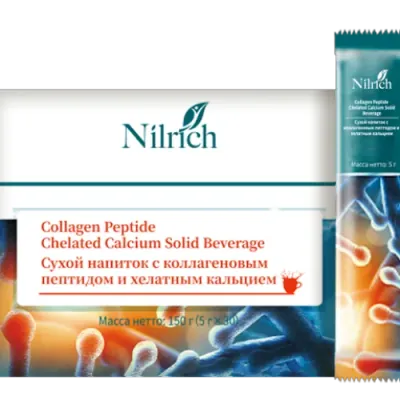 Nilrich
Collagen Peptide
Chelated Calcium Solid Beverage
Сухой напиток с коллагеновым
пептидом и хелатным кальцием
Масса нетто: 150 г (5 г × 30)
Nilrich
Collagen Peptide
Chelated Calcium Solid
Beverage
Сухой напиток с
коллагеновым пептидом и
хелатным кальцием
Масса нетто: 5 г